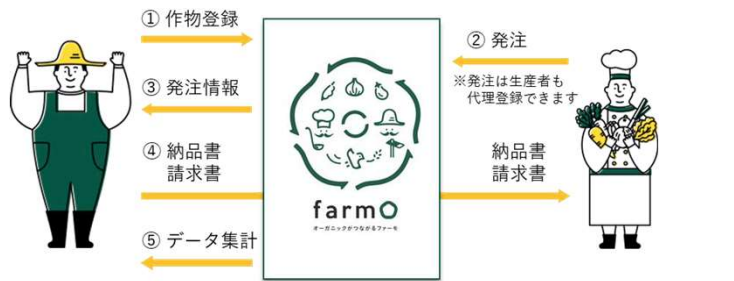 ① 作物登録
② 発注
※発注は生産者も
代理登録できます
③ 発注情報
④ 納品書
請求書
納品書
請求書
farmo
オーガニックがつながるファーモ
⑤ データ集計